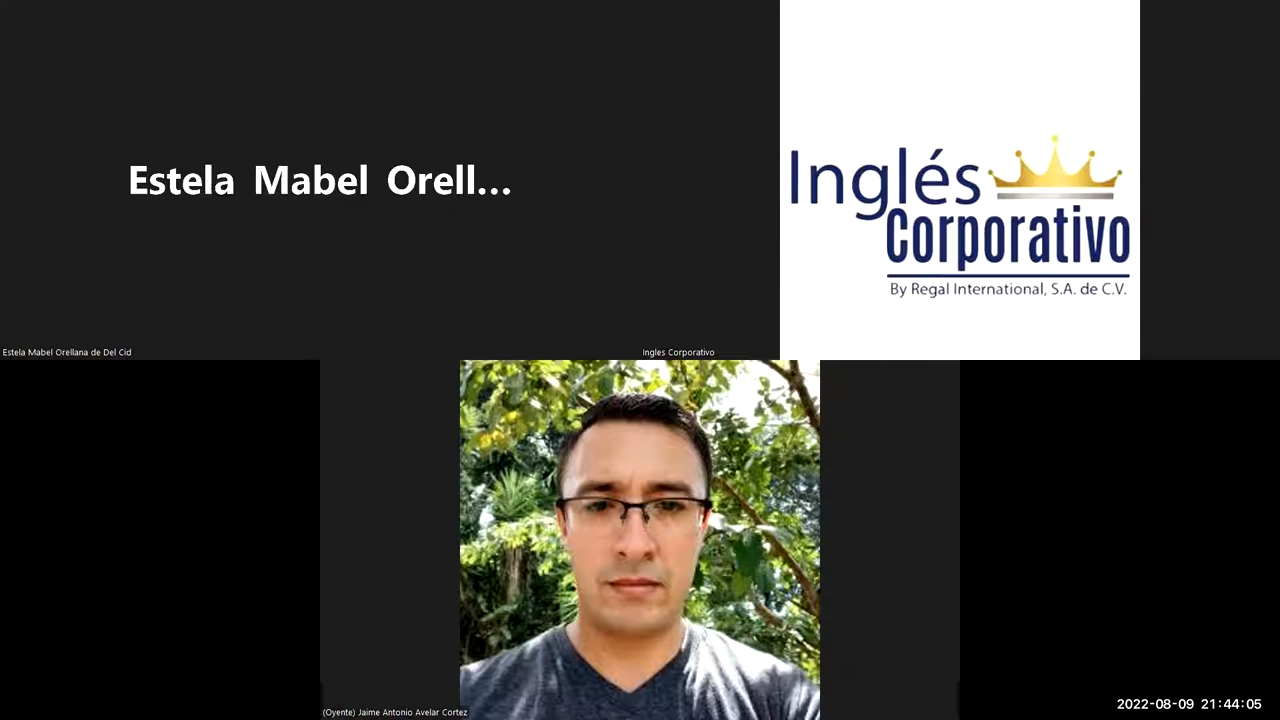 Estela Mabel Orell...
Inglés
Corporativo
By Regal International, S.A. de C.V.
Estela Mabel Orellana de Del Cid
Ingles Corporativo
(Oyente) Jaime Antonio Avelar Cortez
2022-08-09 21:44:05